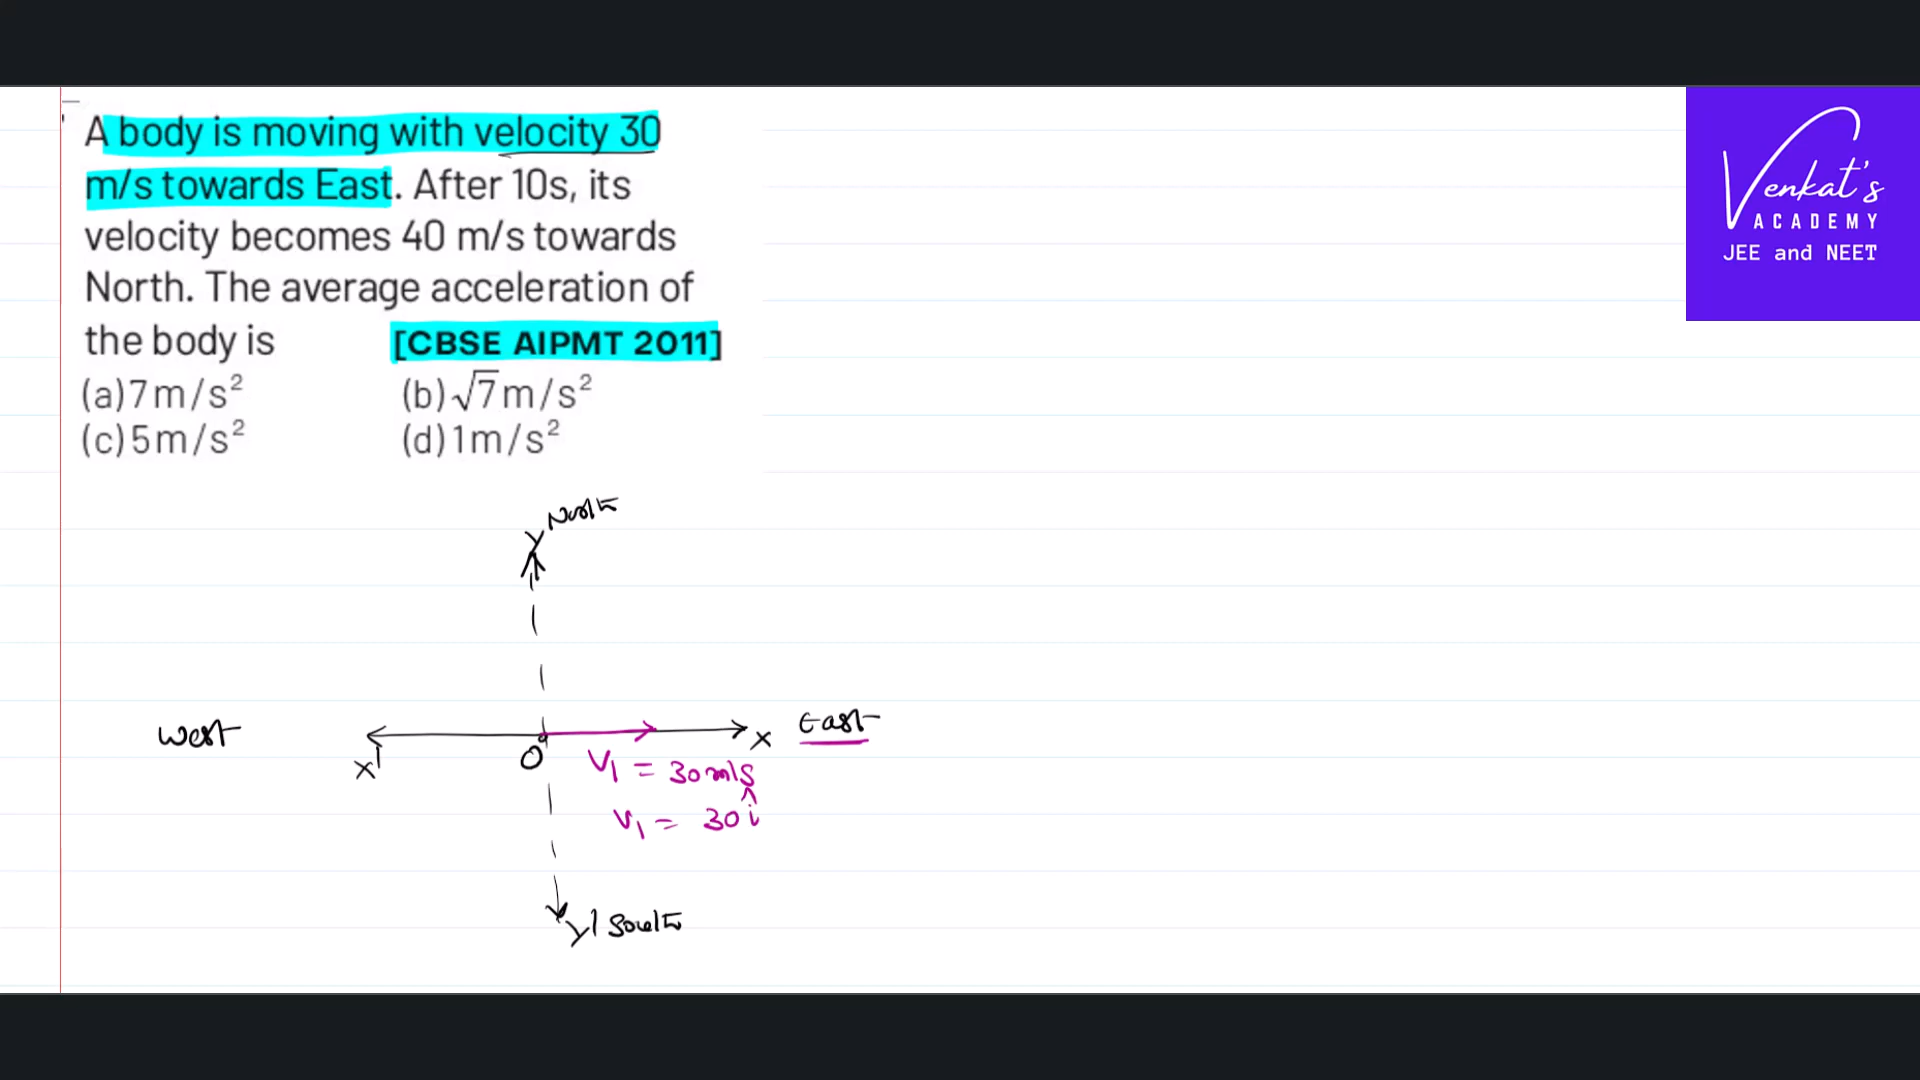 A body is moving with velocity 30
m/s towards East. After 10s, its
velocity becomes 40 m/s towards
North. The average acceleration of
the body is [CBSE AIPMT 2011]
(a) 7 m/s² (b) √7 m/s²
(c) 5 m/s² (d) 1 m/s²
Venkat's
ACADEMY
JEE and NEET
Y North
West East
X' O X
V₁ = 30 m/s
V₁ = 30 î
Y' South